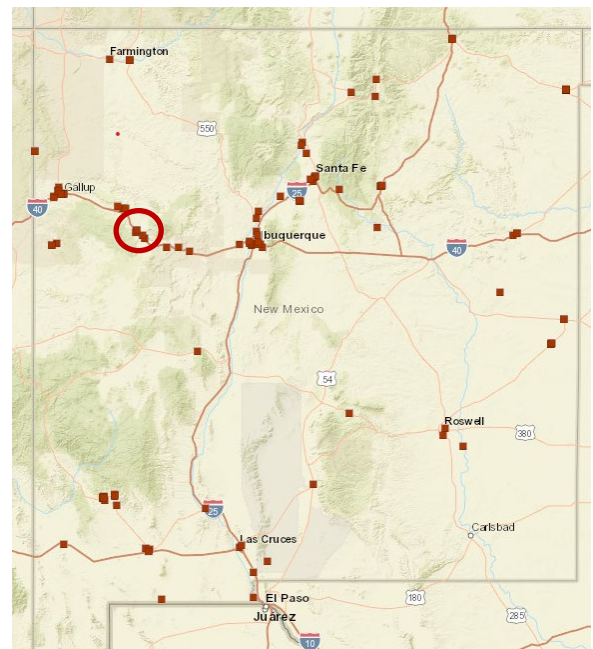 Farmington
550
Santa Fe
Gallup
25
40
lbuquerque
40
New Mexico
54
Roswell
380
25
Las Cruces
Carlsbad
180
El Paso
Juárez
285
10